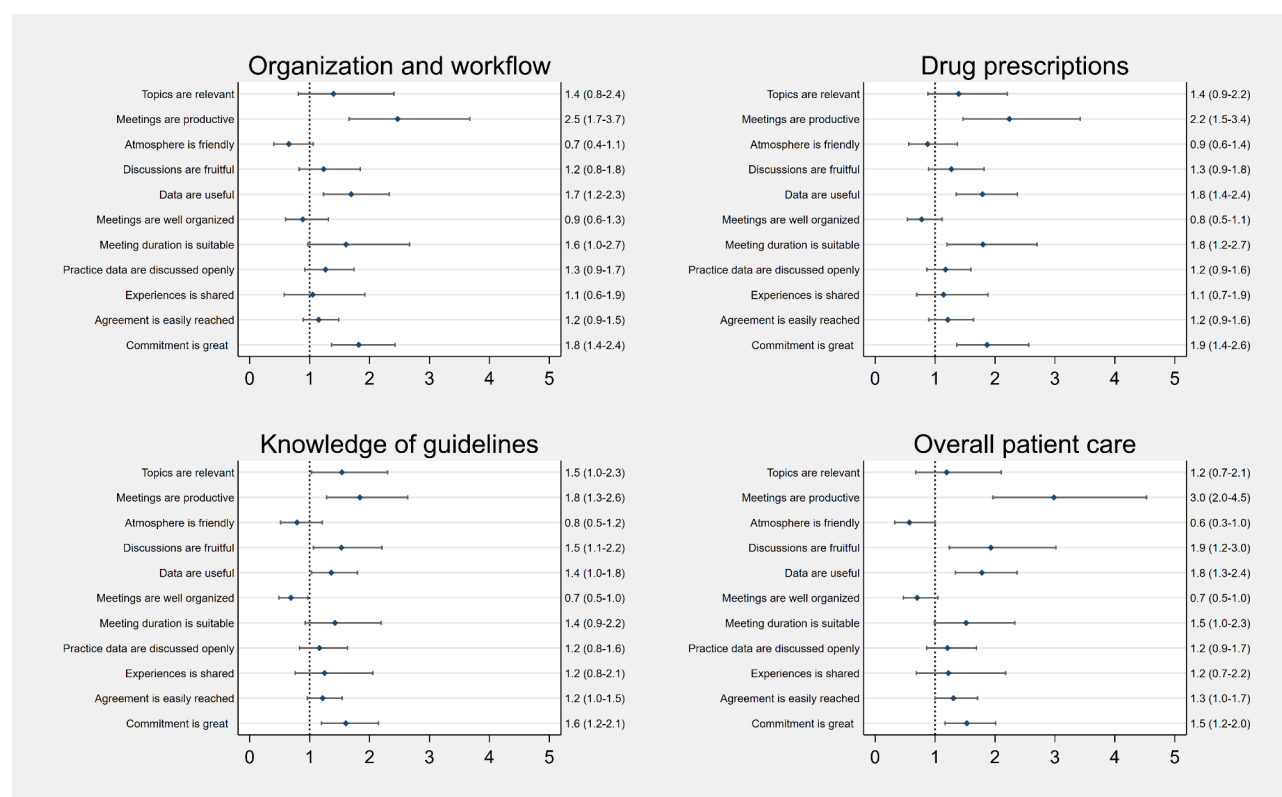 Organization and workflow
Topics are relevant 1.4 (0.8-2.4)
Meetings are productive 2.5 (1.7-3.7)
Atmosphere is friendly 0.7 (0.4-1.1)
Discussions are fruitful 1.2 (0.8-1.8)
Data are useful 1.7 (1.2-2.3)
Meetings are well organized 0.9 (0.6-1.3)
Meeting duration is suitable 1.6 (1.0-2.7)
Practice data are discussed openly 1.3 (0.9-1.7)
Experiences is shared 1.1 (0.6-1.9)
Agreement is easily reached 1.2 (0.9-1.5)
Commitment is great 1.8 (1.4-2.4)
0 1 2 3 4 5
Drug prescriptions
Topics are relevant 1.4 (0.9-2.2)
Meetings are productive 2.2 (1.5-3.4)
Atmosphere is friendly 0.9 (0.6-1.4)
Discussions are fruitful 1.3 (0.9-1.8)
Data are useful 1.8 (1.4-2.4)
Meetings are well organized 0.8 (0.5-1.1)
Meeting duration is suitable 1.8 (1.2-2.7)
Practice data are discussed openly 1.2 (0.9-1.6)
Experiences is shared 1.1 (0.7-1.9)
Agreement is easily reached 1.2 (0.9-1.6)
Commitment is great 1.9 (1.4-2.6)
0 1 2 3 4 5
Knowledge of guidelines
Topics are relevant 1.5 (1.0-2.3)
Meetings are productive 1.8 (1.3-2.6)
Atmosphere is friendly 0.8 (0.5-1.2)
Discussions are fruitful 1.5 (1.1-2.2)
Data are useful 1.4 (1.0-1.8)
Meetings are well organized 0.7 (0.5-1.0)
Meeting duration is suitable 1.4 (0.9-2.2)
Practice data are discussed openly 1.2 (0.8-1.6)
Experiences is shared 1.2 (0.8-2.1)
Agreement is easily reached 1.2 (1.0-1.5)
Commitment is great 1.6 (1.2-2.1)
0 1 2 3 4 5
Overall patient care
Topics are relevant 1.2 (0.7-2.1)
Meetings are productive 3.0 (2.0-4.5)
Atmosphere is friendly 0.6 (0.3-1.0)
Discussions are fruitful 1.9 (1.2-3.0)
Data are useful 1.8 (1.3-2.4)
Meetings are well organized 0.7 (0.5-1.0)
Meeting duration is suitable 1.5 (1.0-2.3)
Practice data are discussed openly 1.2 (0.9-1.7)
Experiences is shared 1.2 (0.7-2.2)
Agreement is easily reached 1.3 (1.0-1.7)
Commitment is great 1.5 (1.2-2.0)
0 1 2 3 4 5